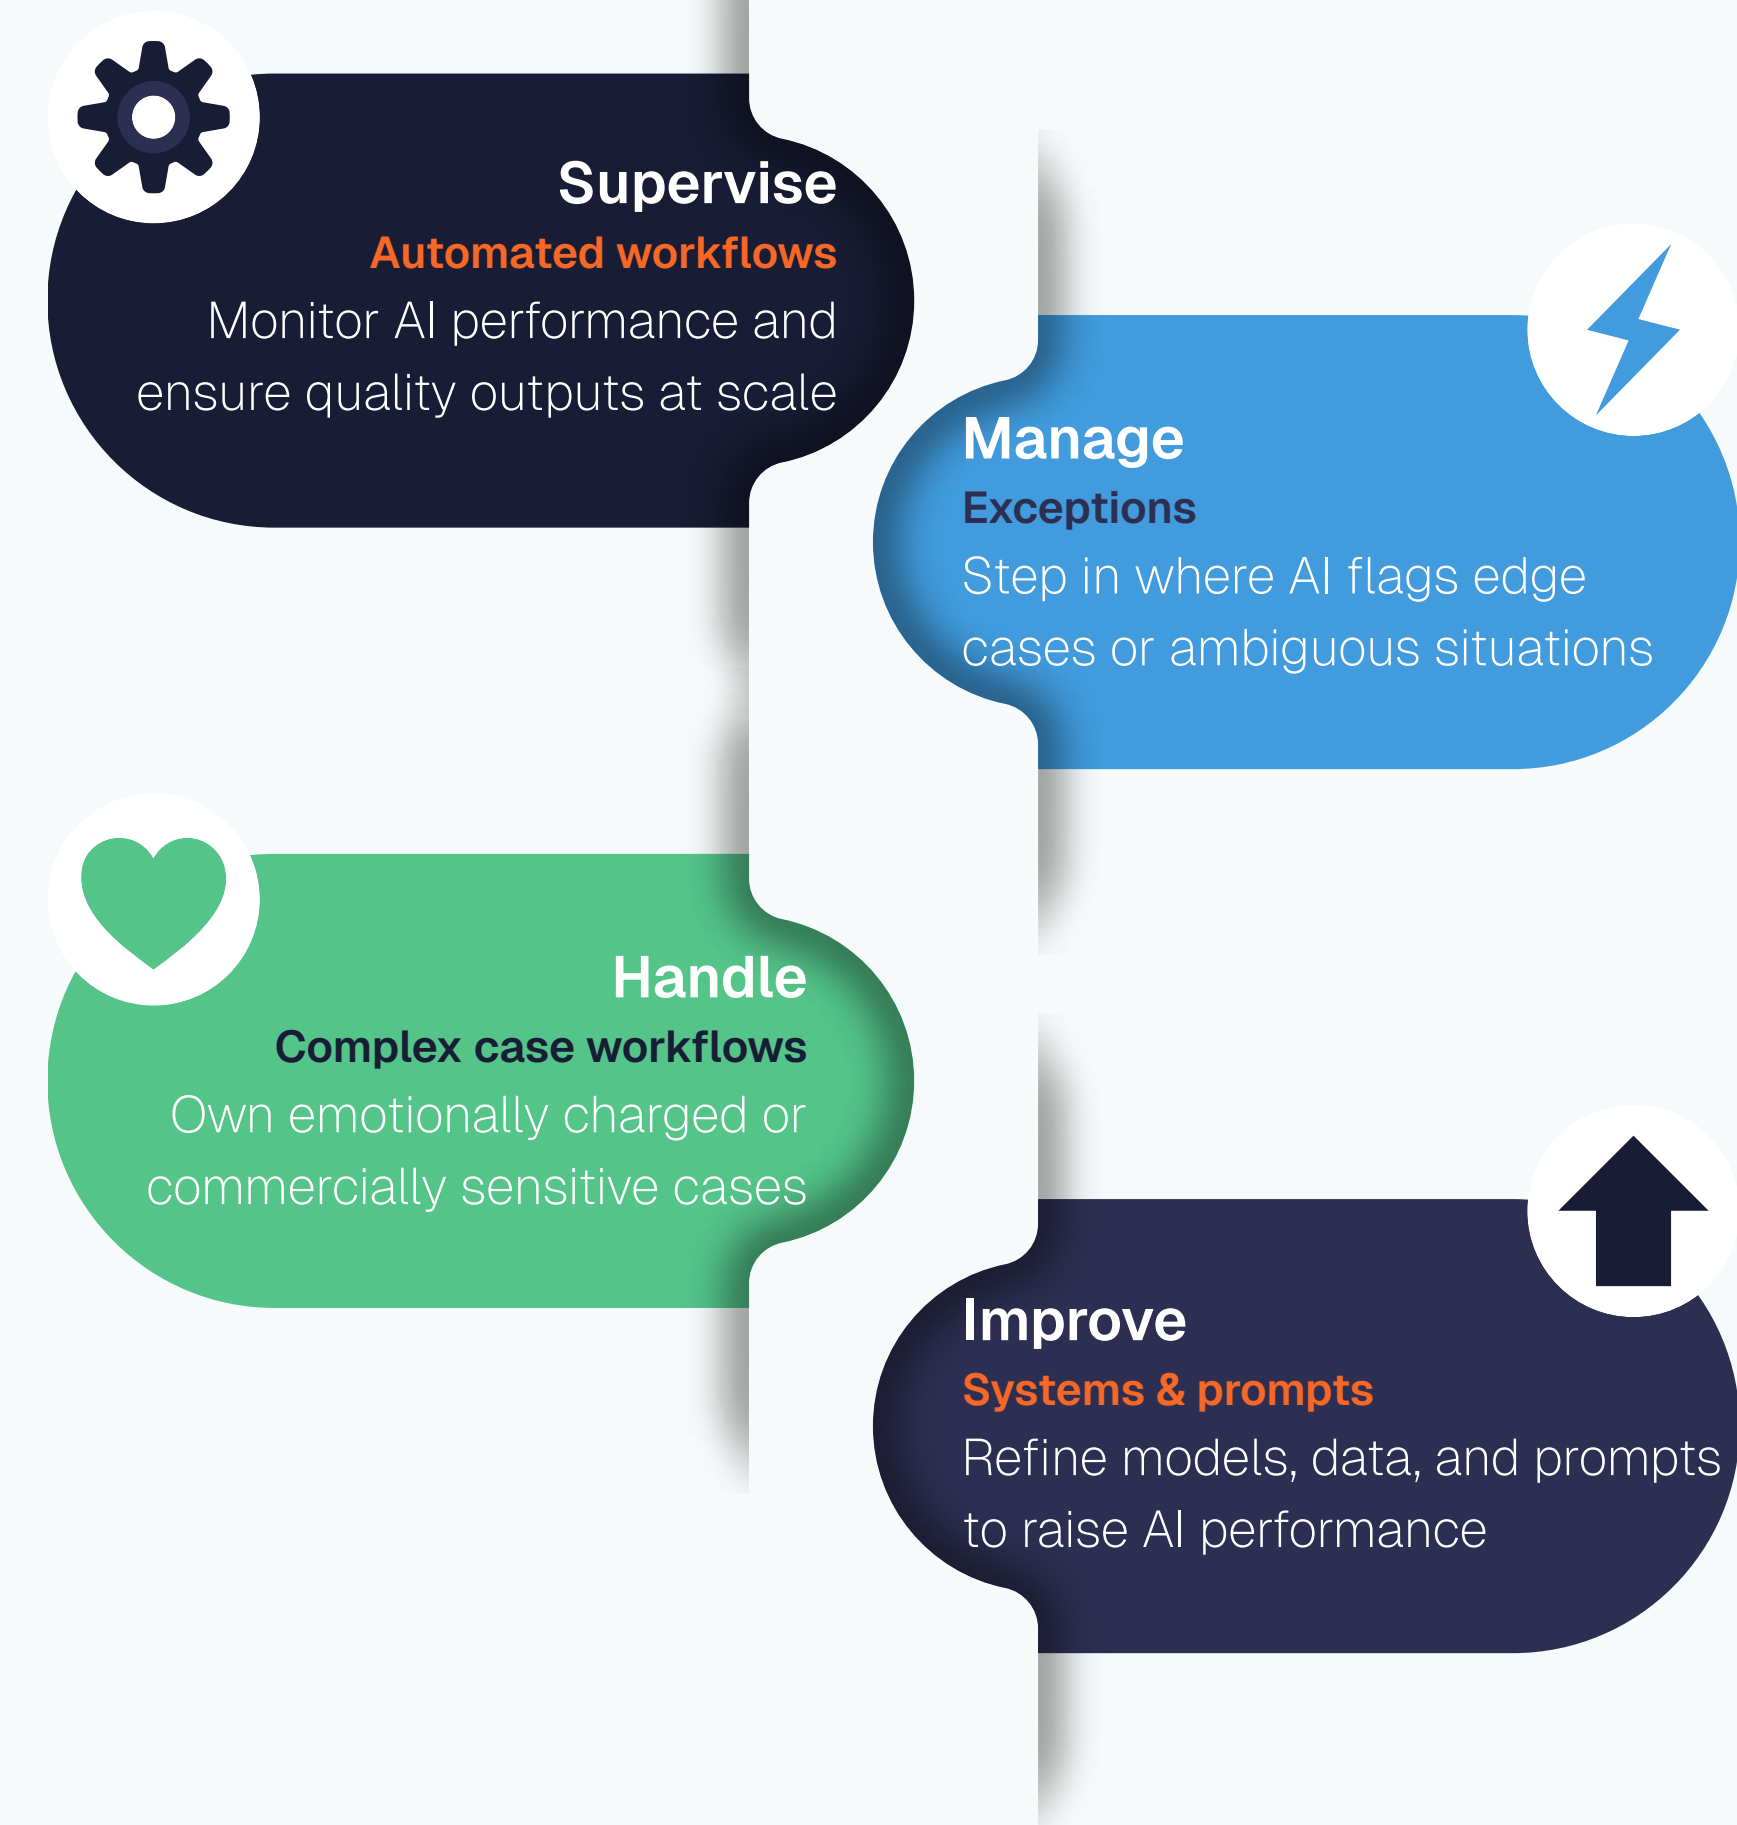 Supervise
Automated workflows
Monitor AI performance and
ensure quality outputs at scale
Manage
Exceptions
Step in where AI flags edge
cases or ambiguous situations
Handle
Complex case workflows
Own emotionally charged or
commercially sensitive cases
Improve
Systems & prompts
Refine models, data, and prompts
to raise AI performance